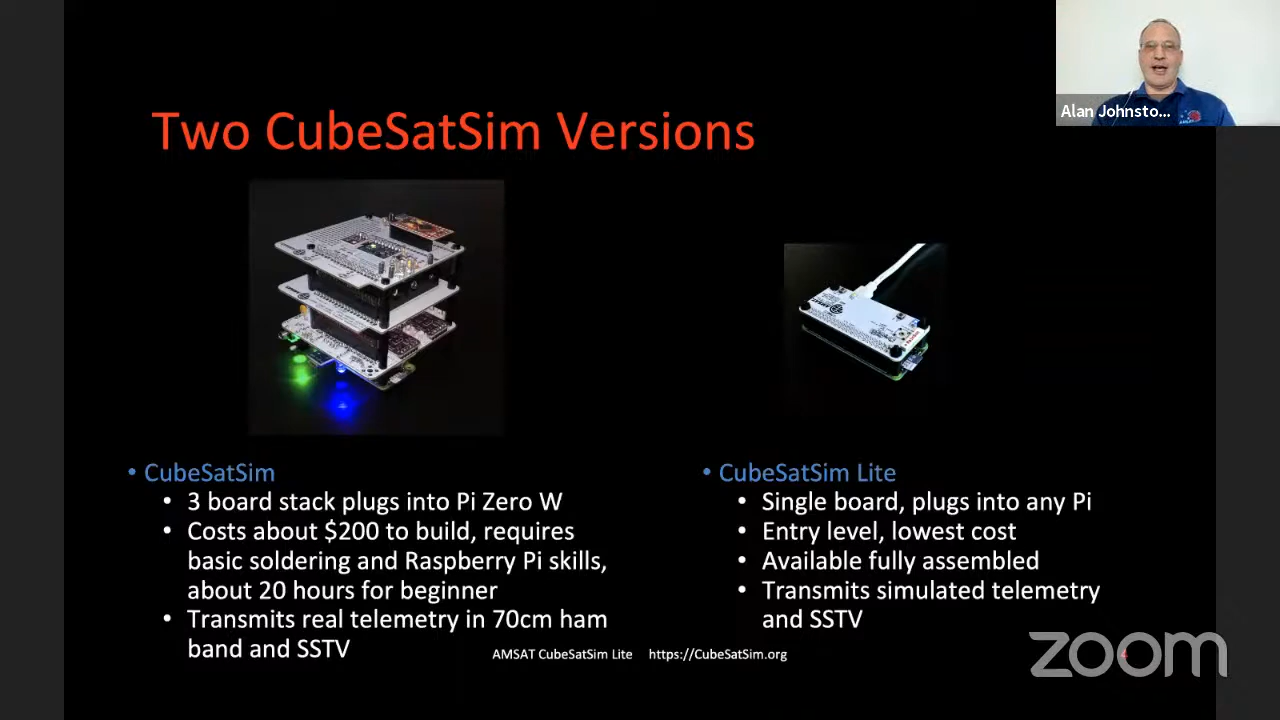 Alan Johnsto...
Two CubeSatSim Versions
• CubeSatSim
• 3 board stack plugs into Pi Zero W
• Costs about $200 to build, requires
basic soldering and Raspberry Pi skills,
about 20 hours for beginner
• Transmits real telemetry in 70cm ham
band and SSTV
• CubeSatSim Lite
• Single board, plugs into any Pi
• Entry level, lowest cost
• Available fully assembled
• Transmits simulated telemetry
and SSTV
AMSAT CubeSatSim Lite https://CubeSatSim.org
4
zoom